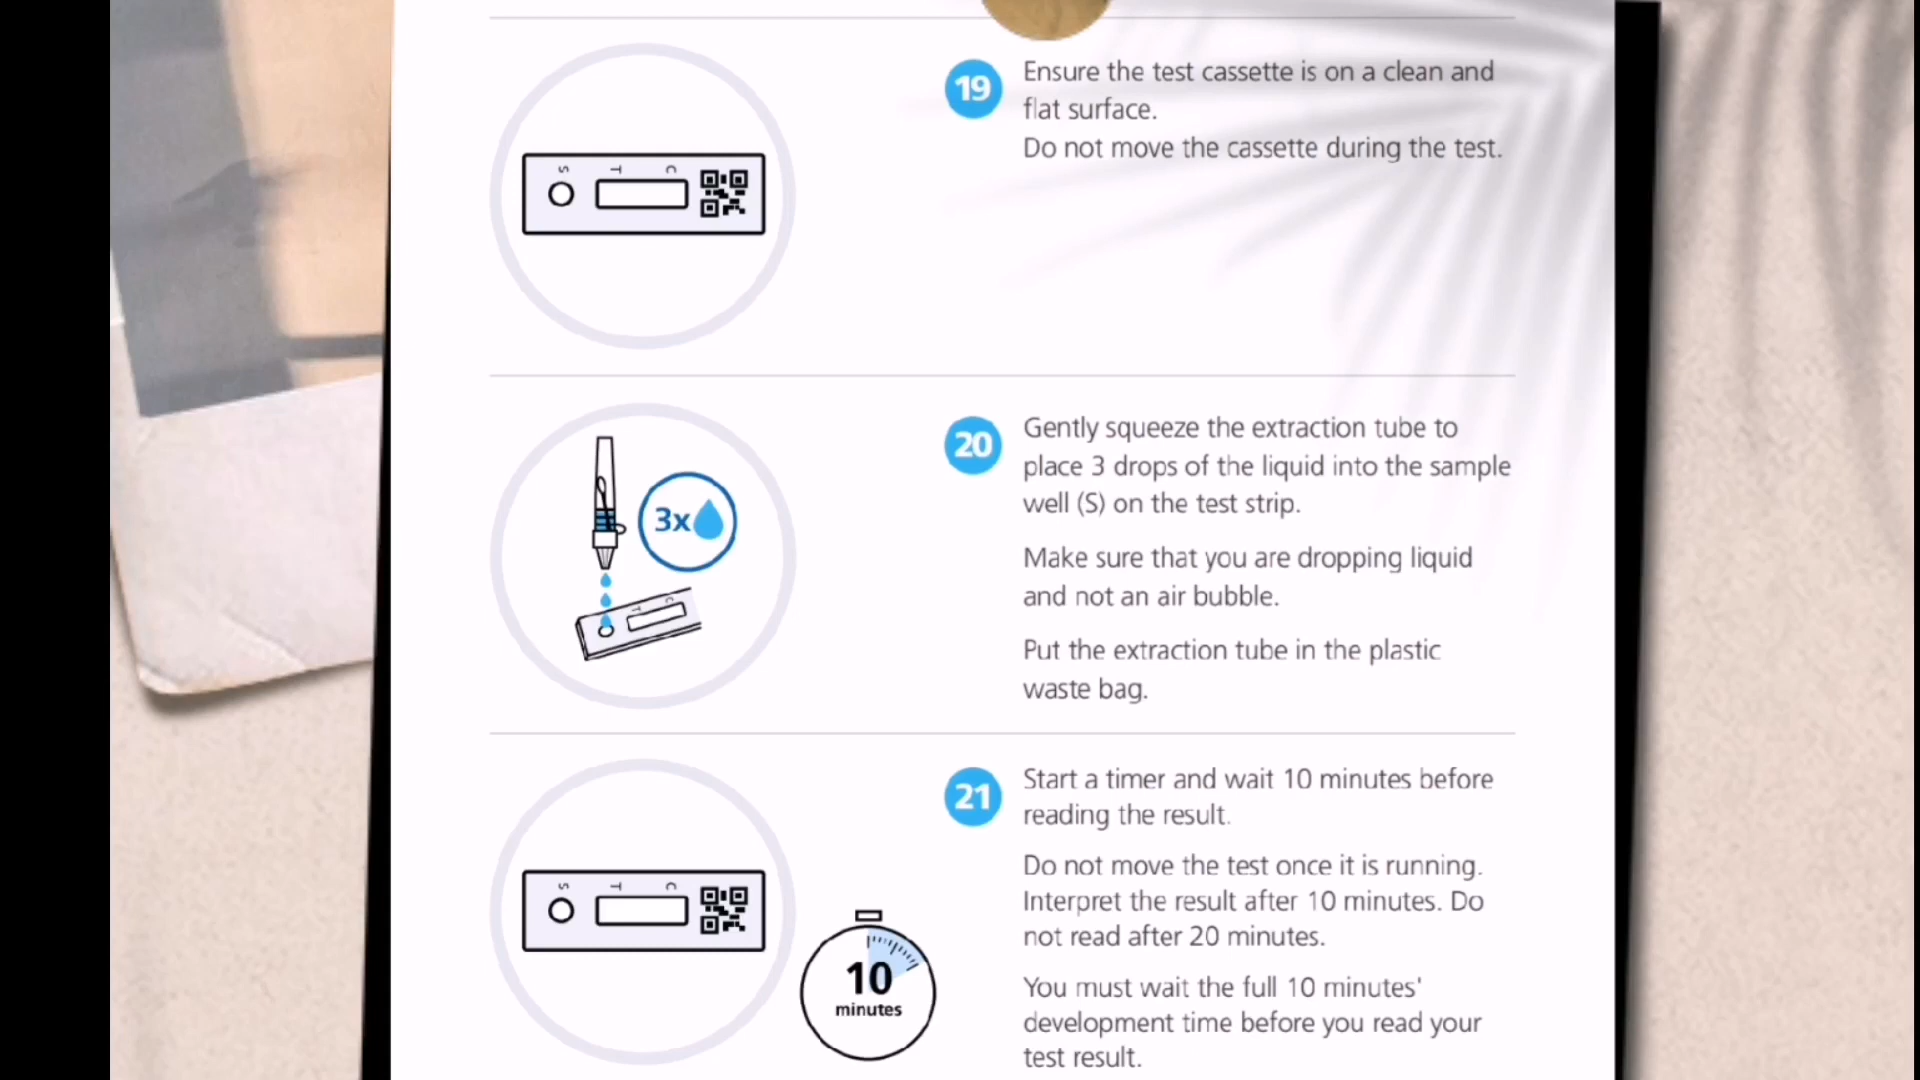 19
Ensure the test cassette is on a clean and
flat surface.
Do not move the cassette during the test.
S T C
20
Gently squeeze the extraction tube to
place 3 drops of the liquid into the sample
well (S) on the test strip.
3x
T C
Make sure that you are dropping liquid
and not an air bubble.
Put the extraction tube in the plastic
waste bag.
21
Start a timer and wait 10 minutes before
reading the result.
S T C
Do not move the test once it is running.
Interpret the result after 10 minutes. Do
not read after 20 minutes.
10
minutes
You must wait the full 10 minutes'
development time before you read your
test result.